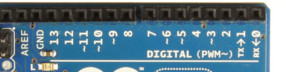 AREF
GND
13
12
~11
~10
~9
8
7
~6
~5
4
~3
2
TX→1
RX←0
DIGITAL (PWM~)